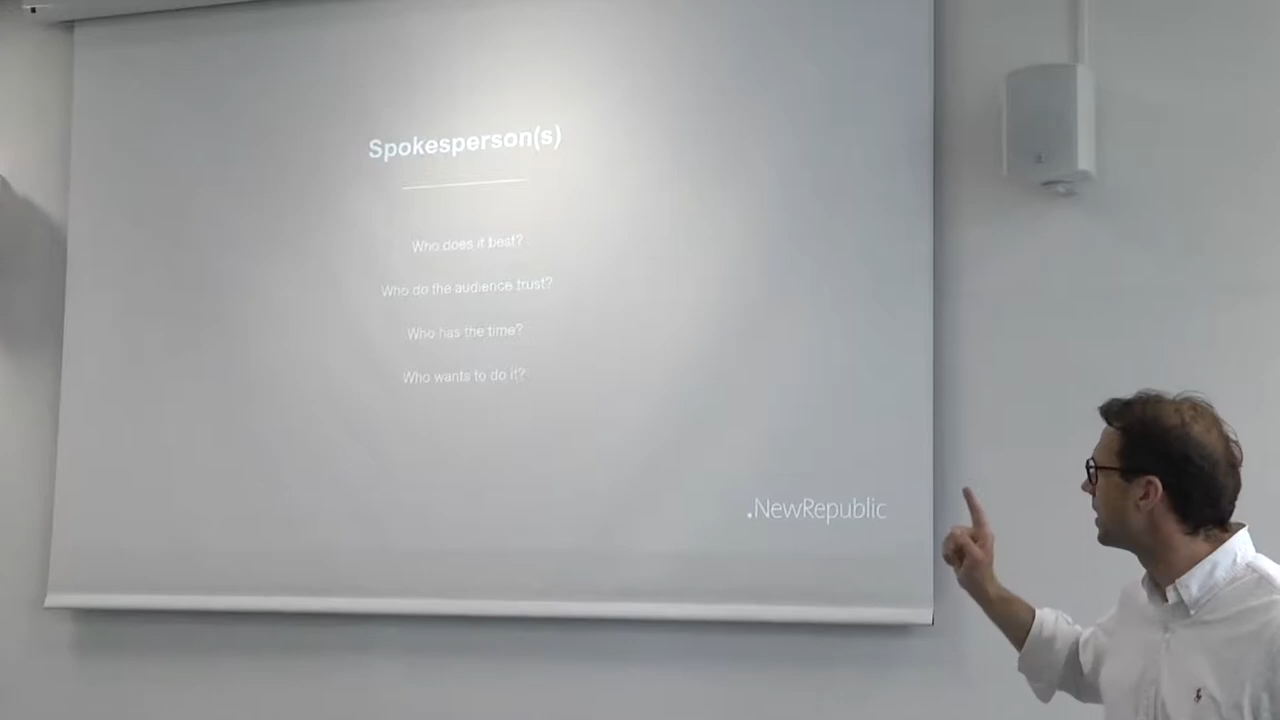 Spokesperson(s)
Who does it best?
Who do the audience trust?
Who has the time?
Who wants to do it?
.NewRepublic